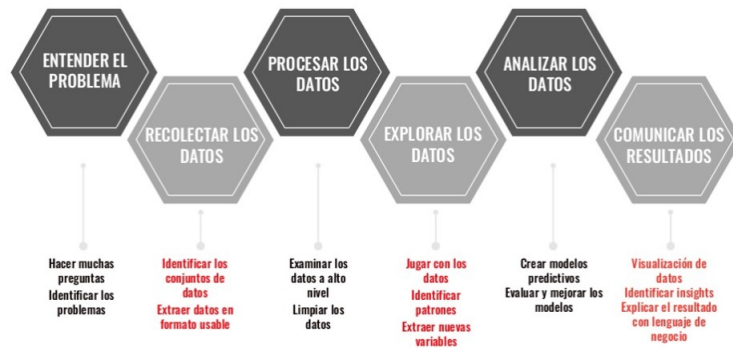 ENTENDER EL
PROBLEMA
RECOLECTAR LOS
DATOS
PROCESAR LOS
DATOS
EXPLORAR LOS
DATOS
ANALIZAR LOS
DATOS
COMUNICAR LOS
RESULTADOS
Hacer muchas
preguntas
Identificar los
problemas
Identificar los
conjuntos de
datos
Extraer datos en
formato usable
Examinar los
datos a alto
nivel
Limpiar los
datos
Jugar con los
datos
Identificar
patrones
Extraer nuevas
variables
Crear modelos
predictivos
Evaluar y mejorar los
modelos
Visualización de
datos
Identificar insights
Explicar el resultado
con lenguaje de
negocio